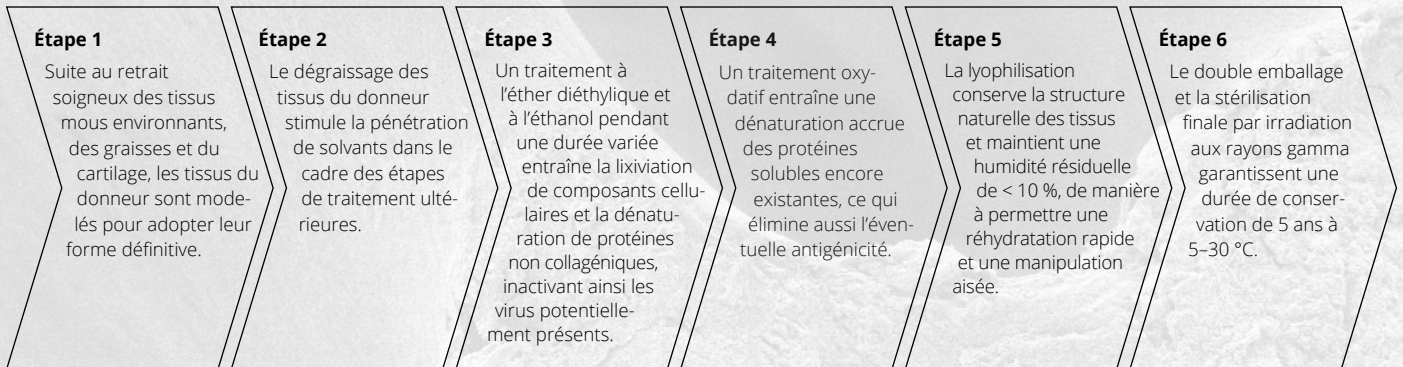 Étape 1
Suite au retrait
soigneux des tissus
mous environnants,
des graisses et du
cartilage, les tissus du
donneur sont mode-
lés pour adopter leur
forme définitive.
Étape 2
Le dégraissage des
tissus du donneur
stimule la pénétration
de solvants dans le
cadre des étapes
de traitement ulté-
rieures.
Étape 3
Un traitement à
l’éther diéthylique et
à l’éthanol pendant
une durée variée
entraîne la lixiviation
de composants cellu-
laires et la dénatu-
ration de protéines
non collagéniques,
inactivant ainsi les
virus potentielle-
ment présents.
Étape 4
Un traitement oxy-
datif entraîne une
dénaturation accrue
des protéines
solubles encore
existantes, ce qui
élimine aussi l’éven-
tuelle antigénicité.
Étape 5
La lyophilisation
conserve la structure
naturelle des tissus
et maintient une
humidité résiduelle
de < 10 %, de manière
à permettre une
réhydratation rapide
et une manipulation
aisée.
Étape 6
Le double emballage
et la stérilisation
finale par irradiation
aux rayons gamma
garantissent une
durée de conser-
vation de 5 ans à
5–30 °C.